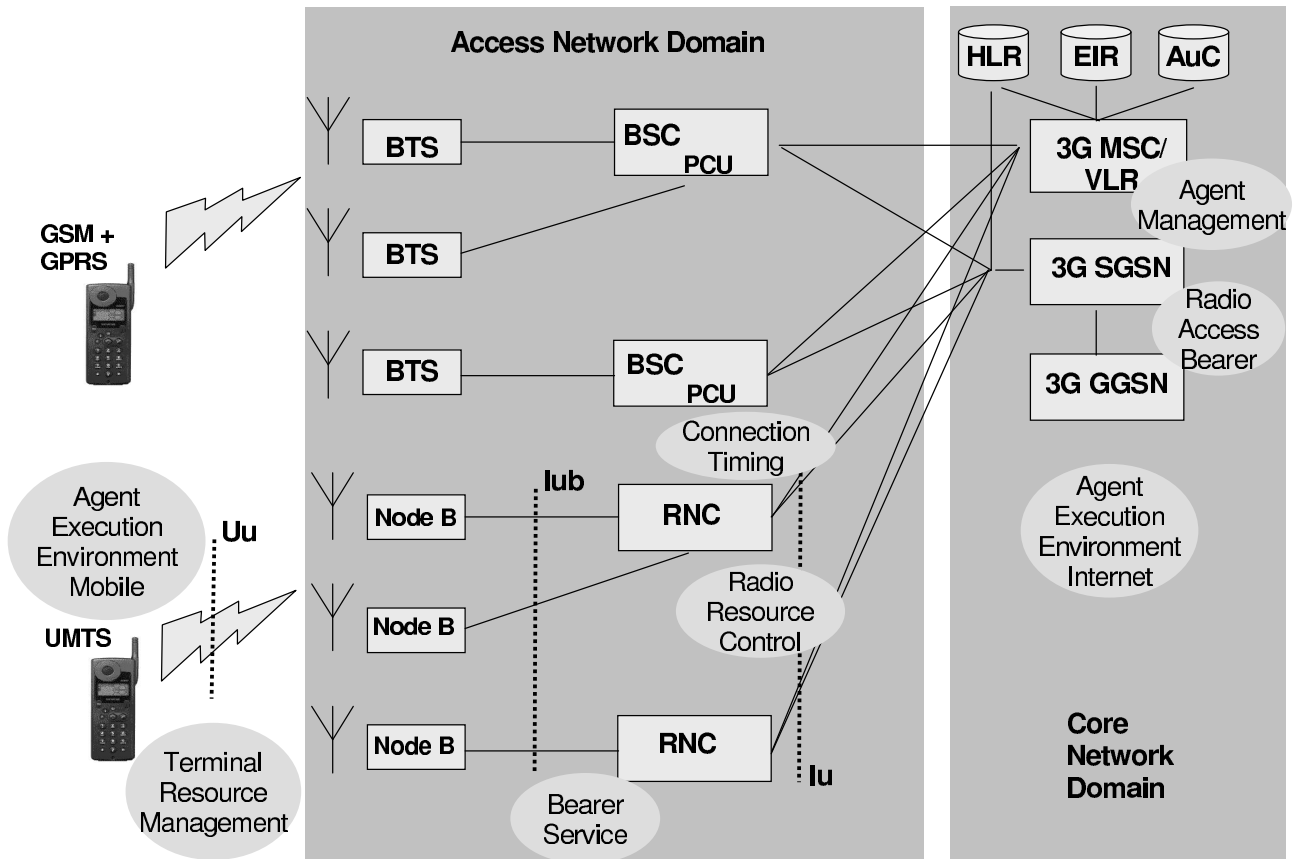 Access Network Domain
HLR
EIR
AuC
BTS
BSC
PCU
3G MSC/
VLR
Agent
Management
GSM +
GPRS
BTS
3G SGSN
Radio
Access
Bearer
BTS
BSC
PCU
3G GGSN
Connection
Timing
Agent
Execution
Environment
Mobile
Uu
Iub
Node B
RNC
Agent
Execution
Environment
Internet
UMTS
Node B
Radio
Resource
Control
Node B
RNC
Iu
Core
Network
Domain
Terminal
Resource
Management
Bearer
Service